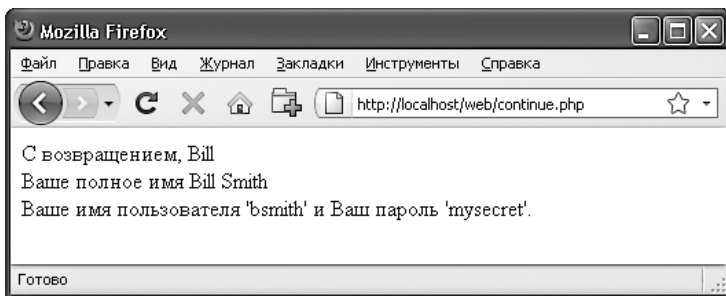 Mozilla Firefox
Файл Правка Вид Журнал Закладки Инструменты Справка
http://localhost/web/continue.php
С возвращением, Bill
Ваше полное имя Bill Smith
Ваше имя пользователя 'bsmith' и Ваш пароль 'mysecret'.
Готово